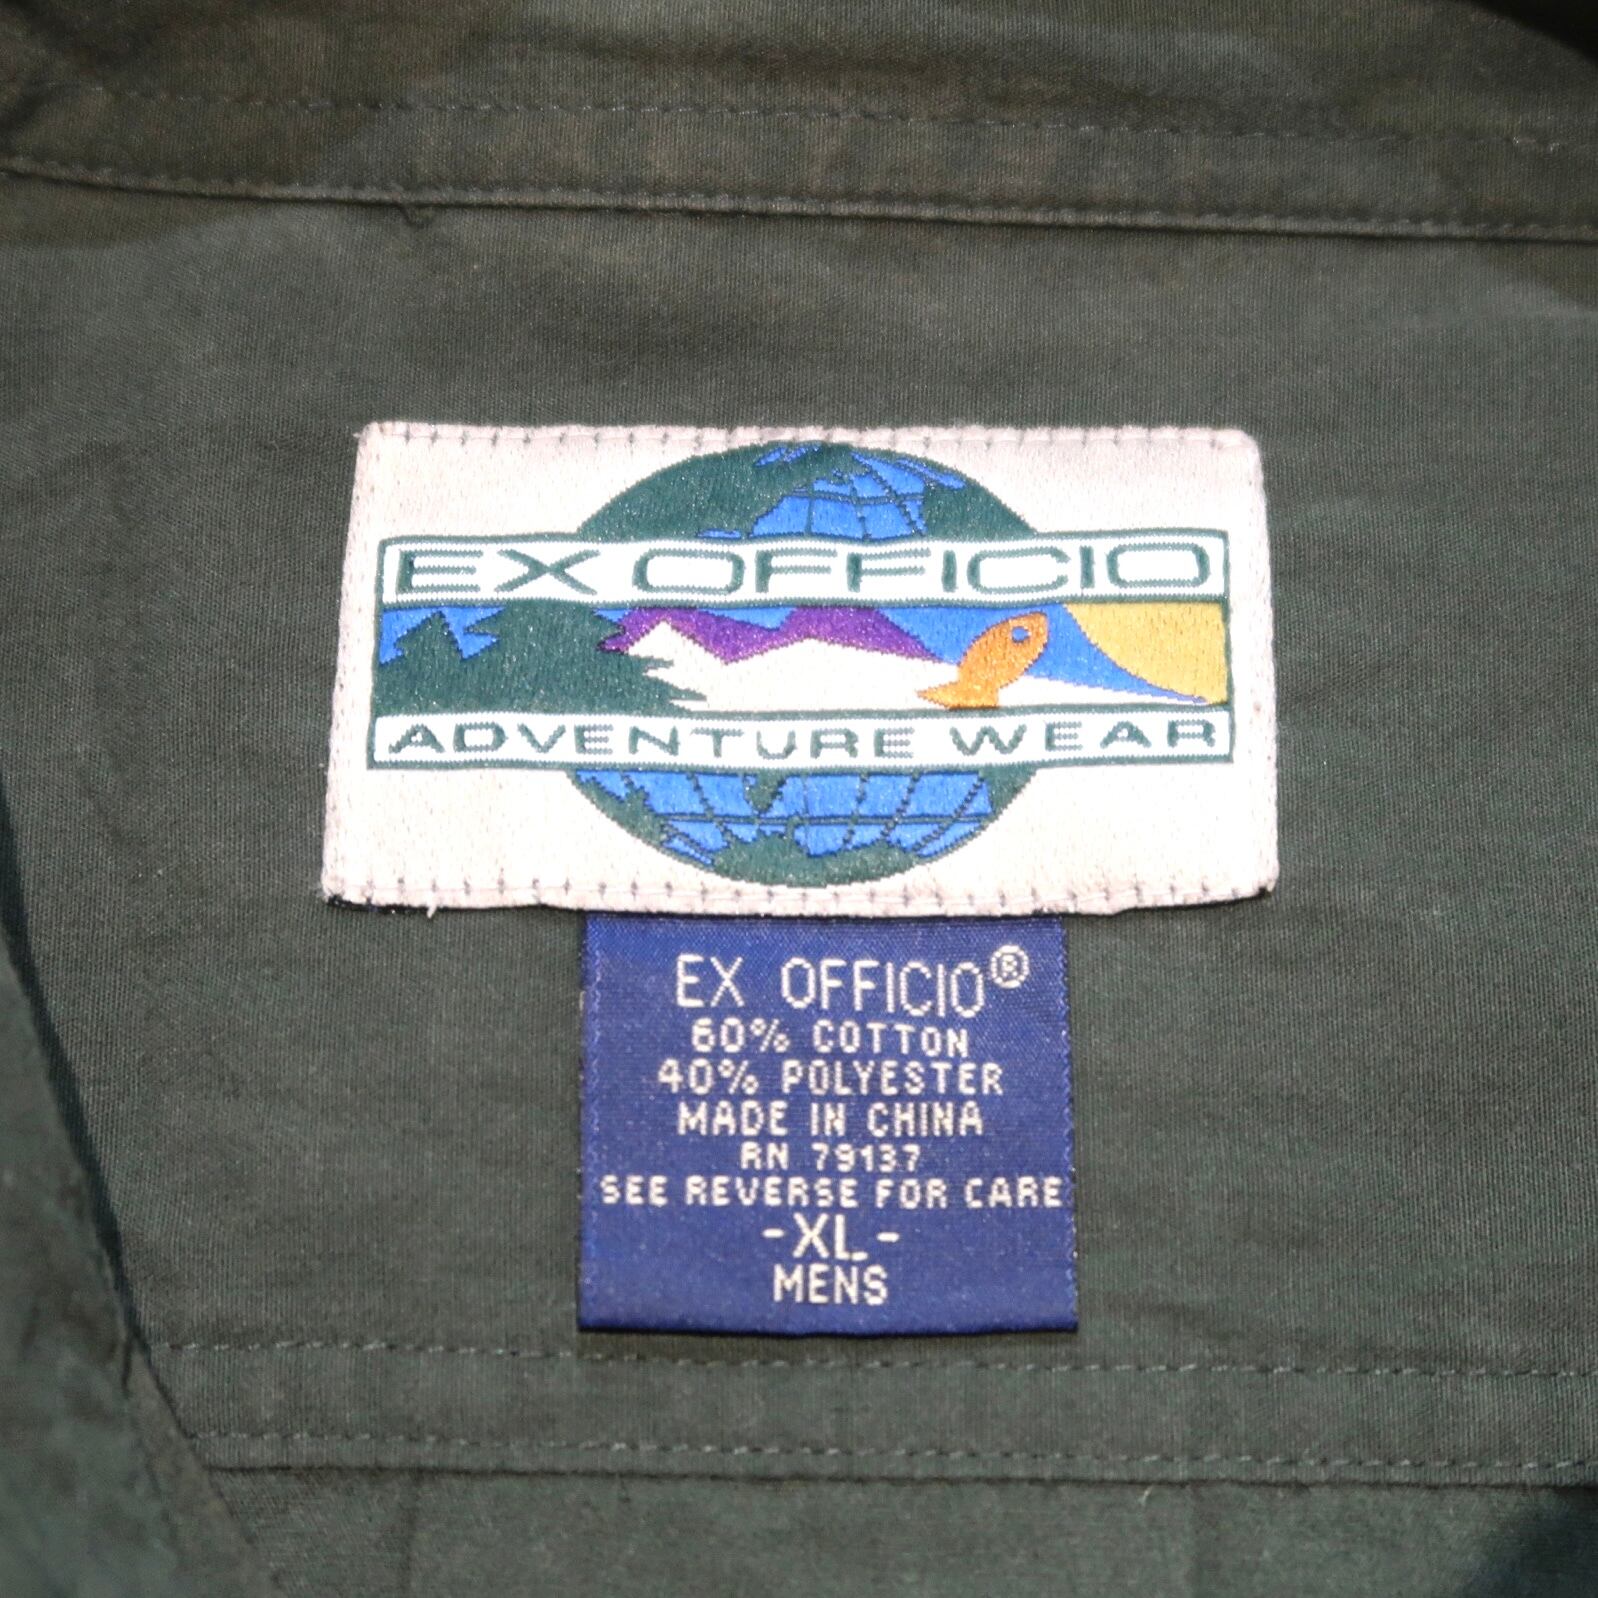 EX OFFICIO
ADVENTURE WEAR
EX OFFICIO®
60% COTTON
40% POLYESTER
MADE IN CHINA
RN 79137
SEE REVERSE FOR CARE
-XL-
MENS